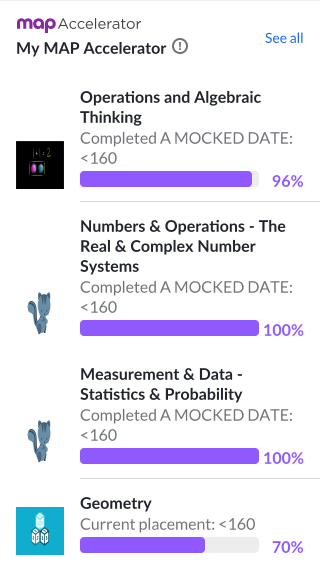 map Accelerator
My MAP Accelerator
See all
Operations and Algebraic
Thinking
Completed A MOCKED DATE:
<160
96%
Numbers & Operations - The
Real & Complex Number
Systems
Completed A MOCKED DATE:
<160
100%
Measurement & Data -
Statistics & Probability
Completed A MOCKED DATE:
<160
100%
Geometry
Current placement: <160
70%